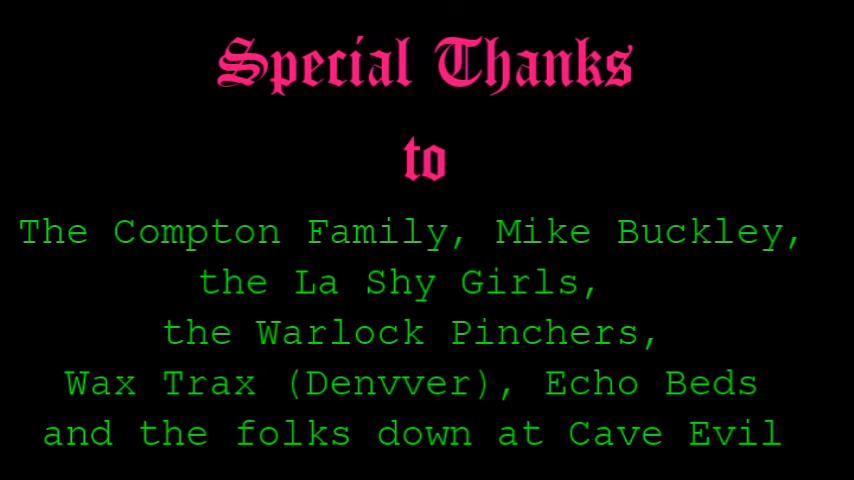 Special Thanks
to
The Compton Family, Mike Buckley,
the La Shy Girls,
the Warlock Pinchers,
Wax Trax (Denvver), Echo Beds
and the folks down at Cave Evil